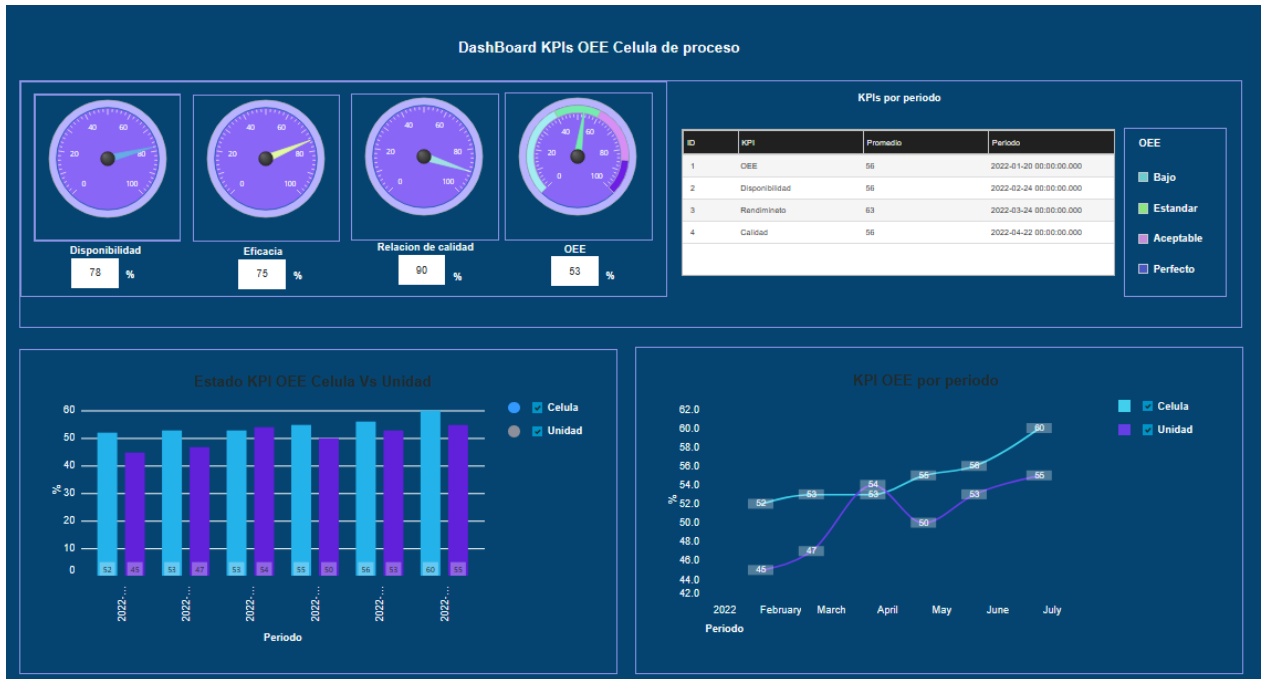 DashBoard KPIs OEE Celula de proceso
0 20 40 60 80 100
0 20 40 60 80 100
0 20 40 60 80 100
0 20 40 60 80 100
Disponibilidad
78 %
Eficacia
75 %
Relacion de calidad
90 %
OEE
53 %
KPIs por periodo
ID KPI Promedio Periodo
1 OEE 56 2022-01-20 00:00:00.000
2 Disponibilidad 56 2022-02-24 00:00:00.000
3 Rendimineto 63 2022-03-24 00:00:00.000
4 Calidad 56 2022-04-22 00:00:00.000
OEE
Bajo
Estandar
Aceptable
Perfecto
Estado KPI OEE Celula Vs Unidad
60
50
40
30
20
10
0
%
52 45 53 47 53 54 55 50 56 53 60 55
2022-... 2022-... 2022-... 2022-... 2022-... 2022-...
Periodo
Celula
Unidad
KPI OEE por periodo
62.0
60.0
58.0
56.0
54.0
52.0
50.0
48.0
46.0
44.0
42.0
%
52 53 53 55 56 60
45 47 54 50 53 55
2022 February March April May June July
Periodo
Celula
Unidad